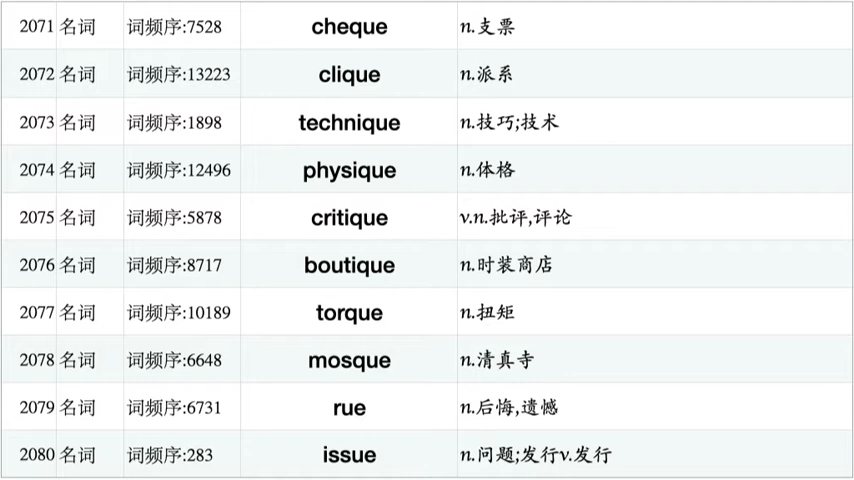 2071 名词 词频序:7528 cheque n.支票
2072 名词 词频序:13223 clique n.派系
2073 名词 词频序:1898 technique n.技巧;技术
2074 名词 词频序:12496 physique n.体格
2075 名词 词频序:5878 critique v.n.批评,评论
2076 名词 词频序:8717 boutique n.时装商店
2077 名词 词频序:10189 torque n.扭矩
2078 名词 词频序:6648 mosque n.清真寺
2079 名词 词频序:6731 rue n.后悔,遗憾
2080 名词 词频序:283 issue n.问题;发行v.发行